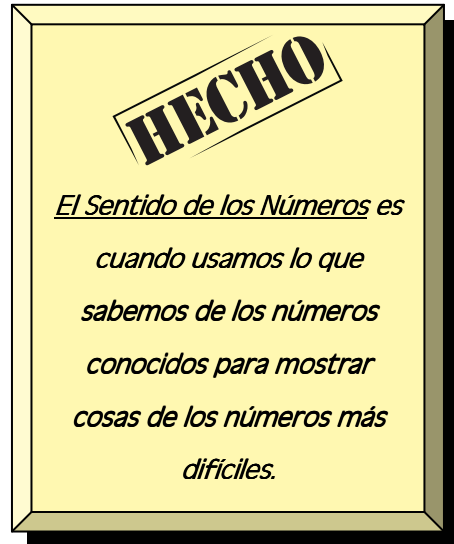 HECHO
El Sentido de los Números es
cuando usamos lo que
sabemos de los números
conocidos para mostrar
cosas de los números más
difíciles.